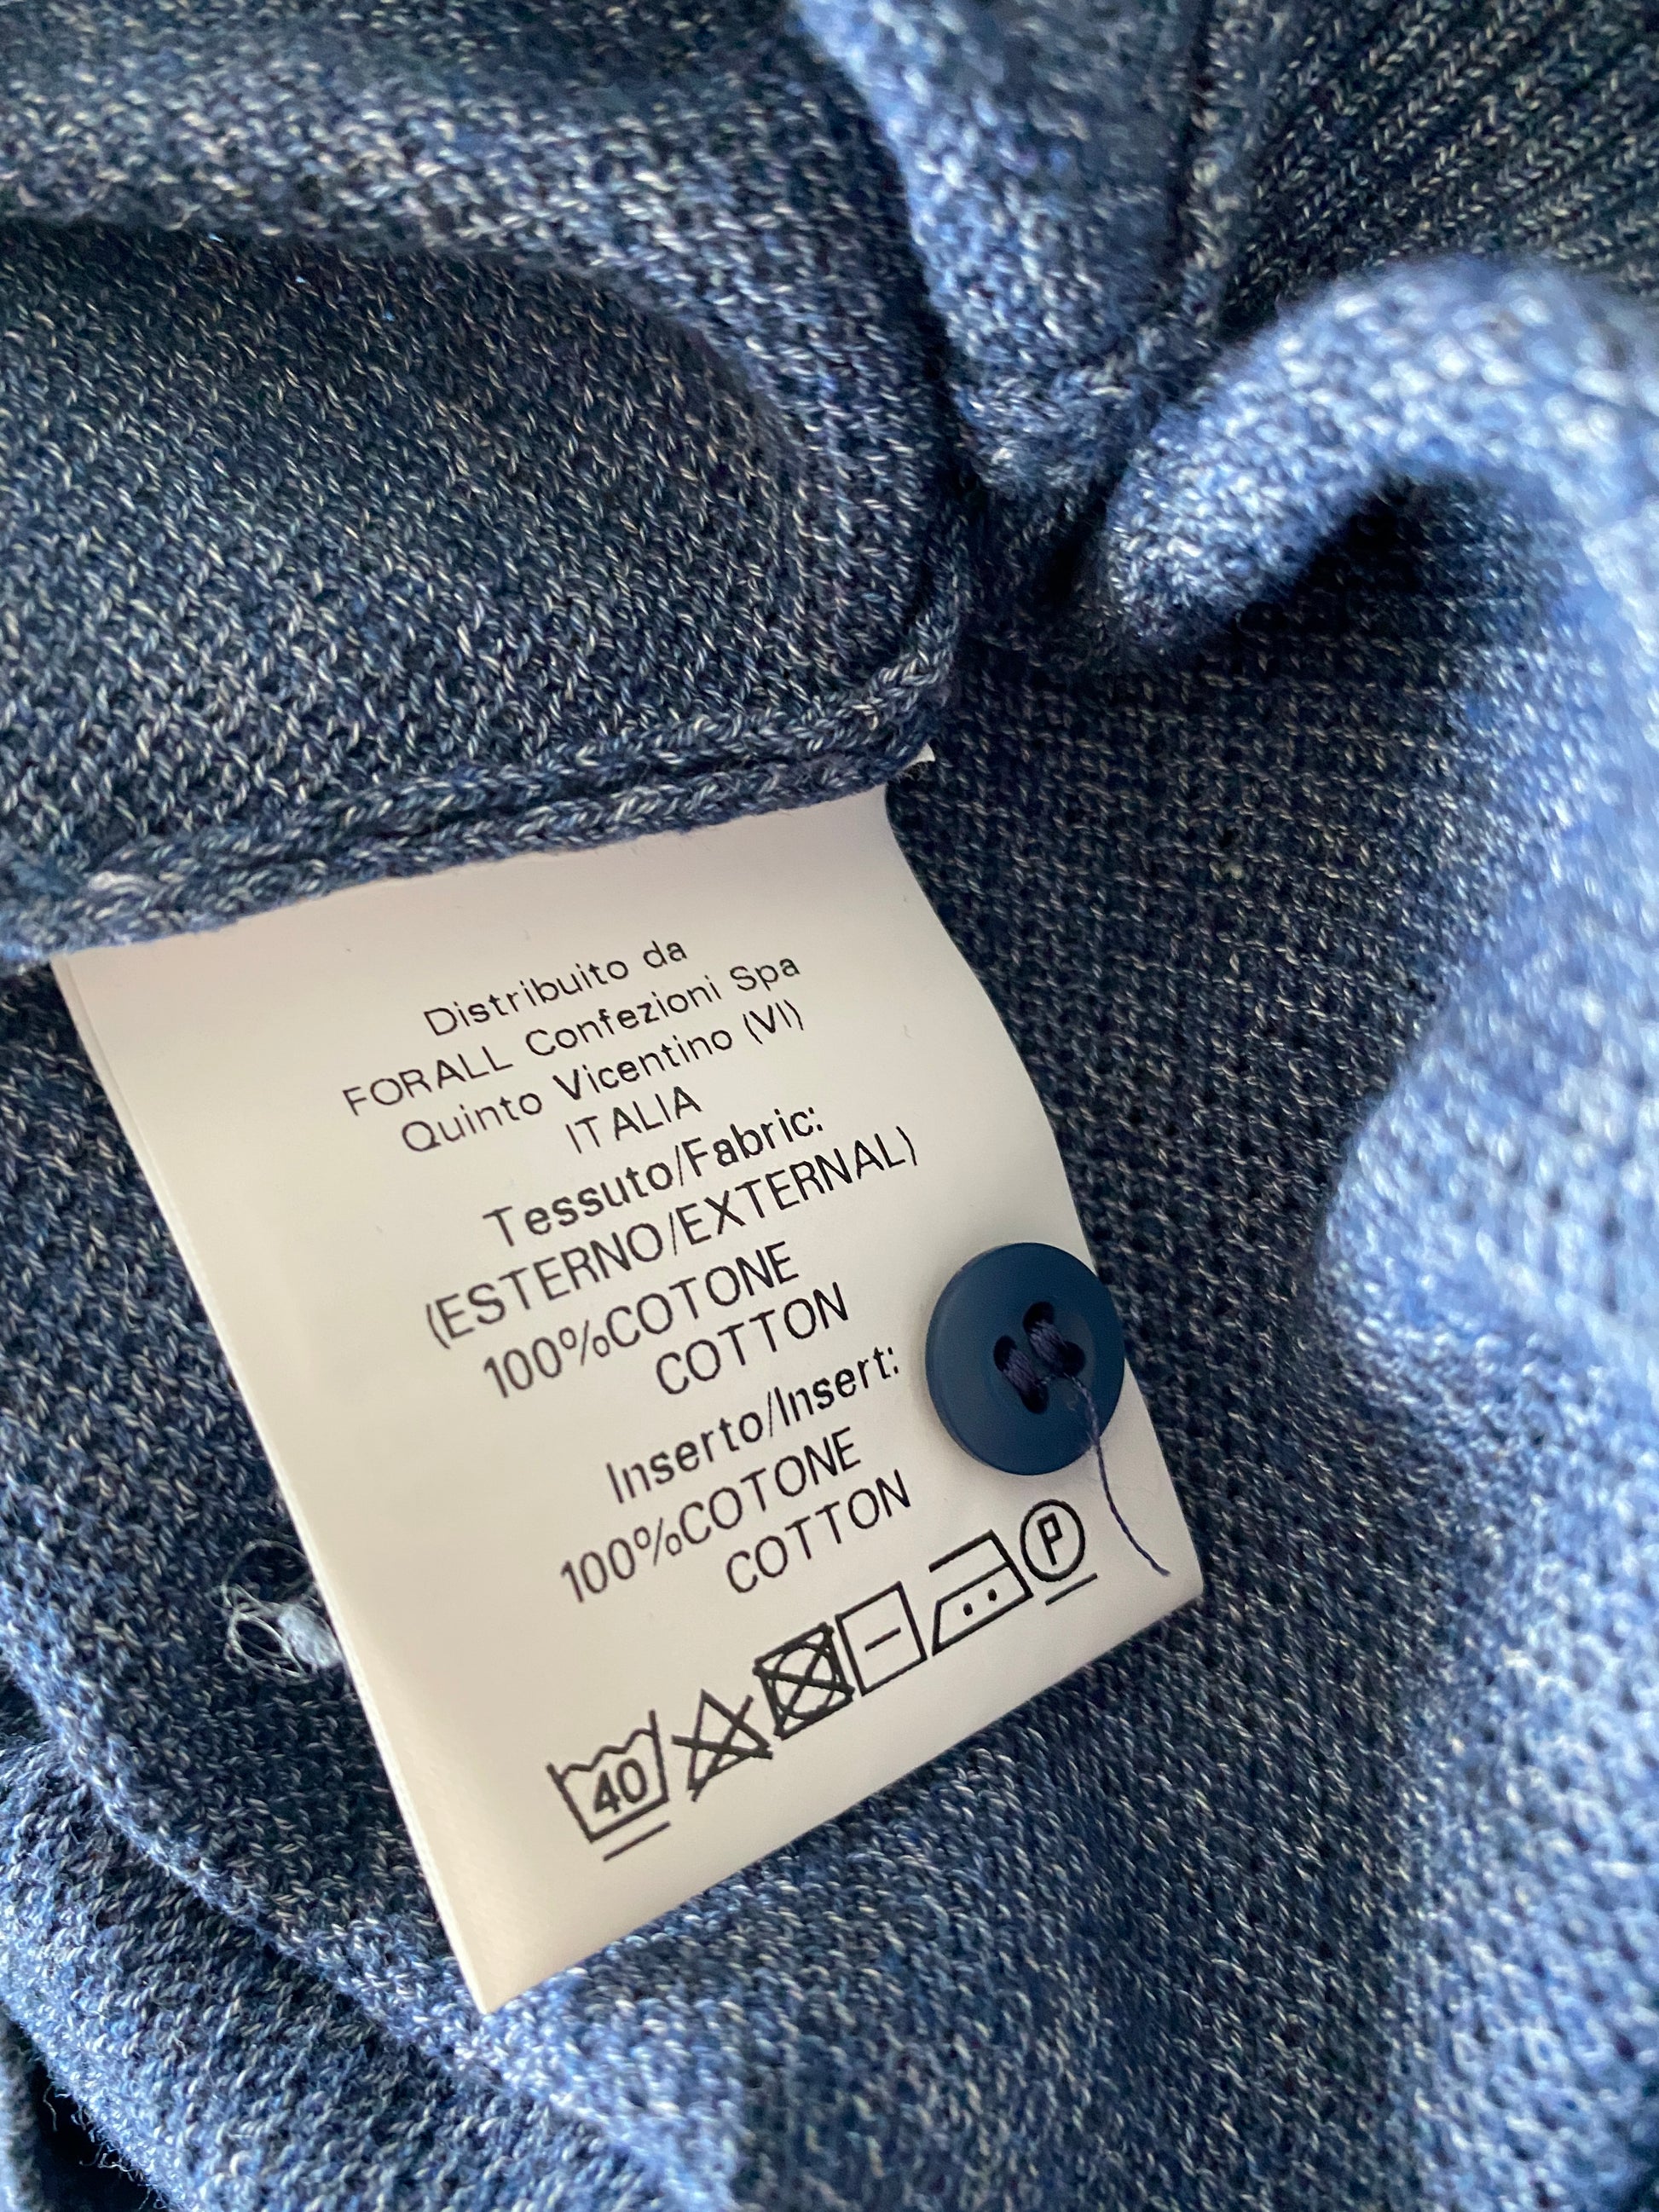 Distribuito da
FORALL Confezioni Spa
Quinto Vicentino (VI)
ITALIA
Tessuto/Fabric:
(ESTERNO/EXTERNAL)
100%COTONE
COTTON
Inserto/Insert:
100%COTONE
COTTON
40 P